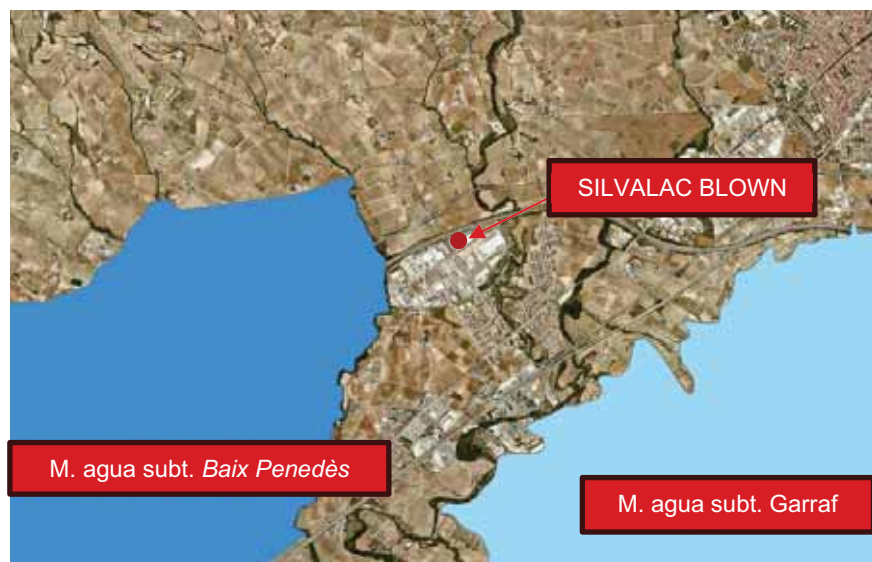 SILVALAC BLOWN
M. agua subt. Baix Penedès
M. agua subt. Garraf